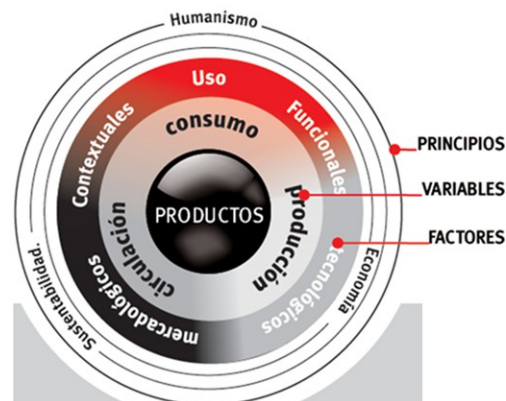 Humanismo
Uso
Contextuales
Funcionales
consumo
PRINCIPIOS
VARIABLES
PRODUCTOS
producción
circulación
FACTORES
tecnológicos
mercadológicos
Economía
Sustentabilidad.